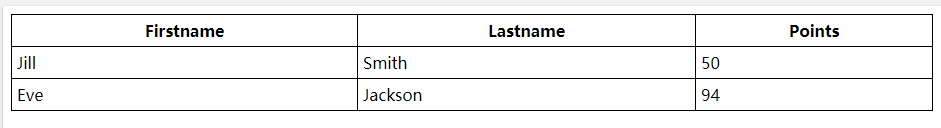 Firstname Lastname Points
Jill Smith 50
Eve Jackson 94